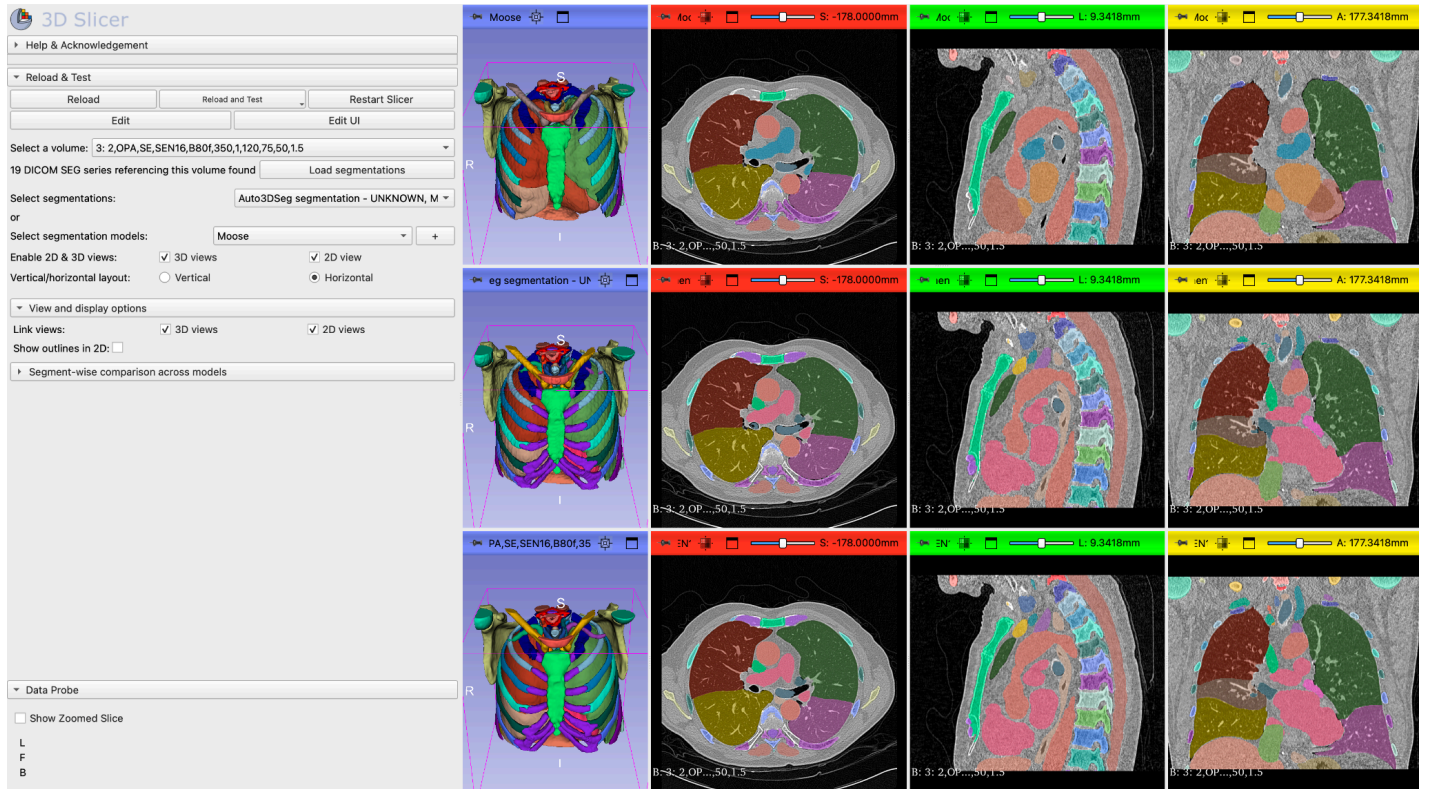 3D Slicer
Help & Acknowledgement
Reload & Test
Reload
Reload and Test
Restart Slicer
Edit
Edit UI
Select a volume: 3: 2,OPA,SE,SEN16,B80f,350,1,120,75,50,1.5
19 DICOM SEG series referencing this volume found
Load segmentations
Select segmentations: Auto3DSeg segmentation - UNKNOWN, M
or
Select segmentation models: Moose
+
Enable 2D & 3D views: 3D views 2D view
Vertical/horizontal layout: Vertical Horizontal
View and display options
Link views: 3D views 2D views
Show outlines in 2D:
Segment-wise comparison across models
Data Probe
Show Zoomed Slice
L
F
B
Moose
S
R
I
S: -178.0000mm
B: 3: 2,OP...,50,1.5
L: 9.3418mm
B: 3: 2,OP...,50,1.5
A: 177.3418mm
B: 3: 2,OP...,50,1.5
eg segmentation - UN
S
R
I
S: -178.0000mm
B: 3: 2,OP...,50,1.5
L: 9.3418mm
B: 3: 2,OP...,50,1.5
A: 177.3418mm
B: 3: 2,OP...,50,1.5
PA,SE,SEN16,B80f,35
S
R
I
S: -178.0000mm
B: 3: 2,OP...,50,1.5
L: 9.3418mm
B: 3: 2,OP...,50,1.5
A: 177.3418mm
B: 3: 2,OP...,50,1.5